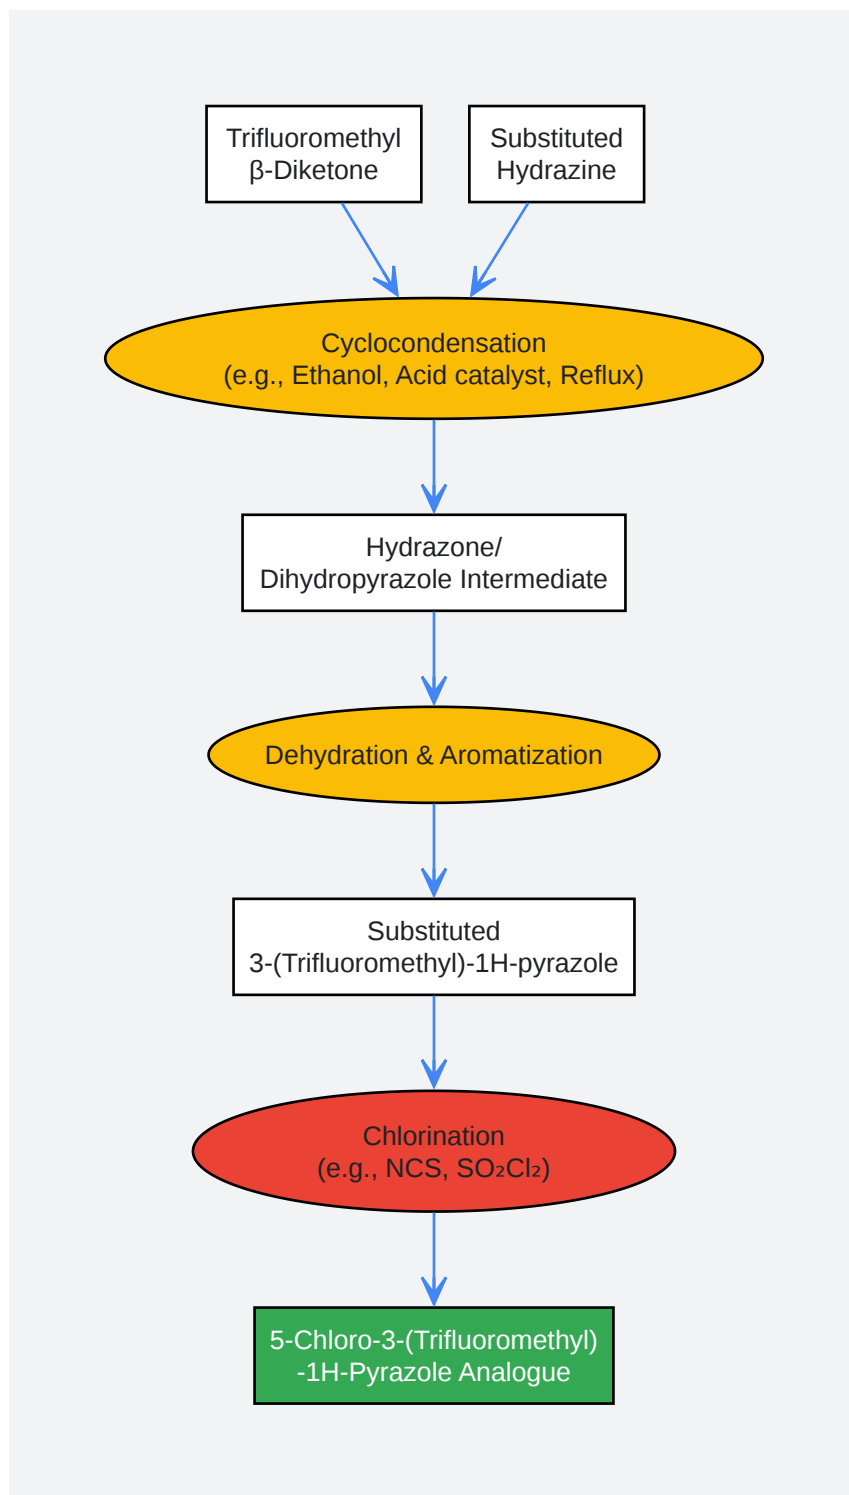 Trifluoromethyl
β-Diketone
Substituted
Hydrazine
Cyclocondensation
(e.g., Ethanol, Acid catalyst, Reflux)
Hydrazone/
Dihydropyrazole Intermediate
Dehydration & Aromatization
Substituted
3-(Trifluoromethyl)-1H-pyrazole
Chlorination
(e.g., NCS, SO₂Cl₂)
5-Chloro-3-(Trifluoromethyl)
-1H-Pyrazole Analogue